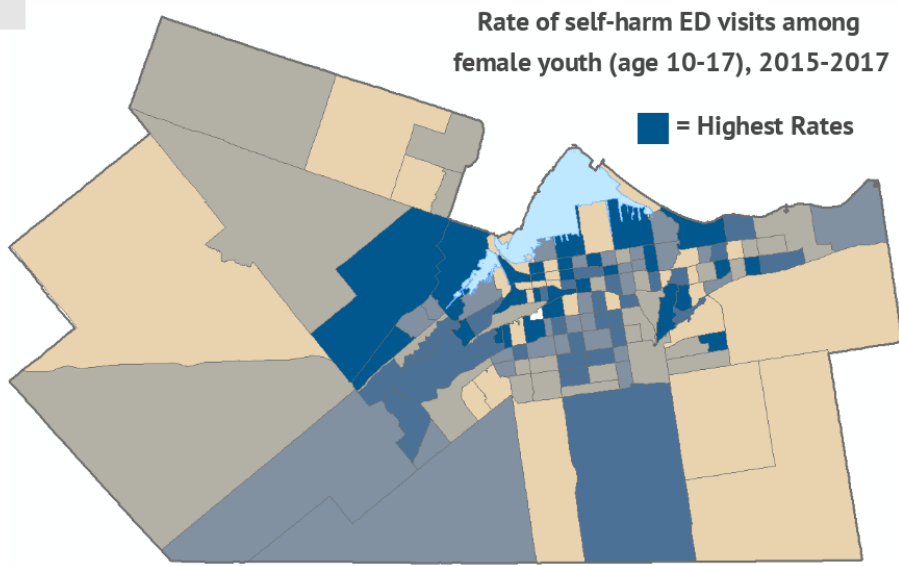 Rate of self-harm ED visits among
female youth (age 10-17), 2015-2017
= Highest Rates